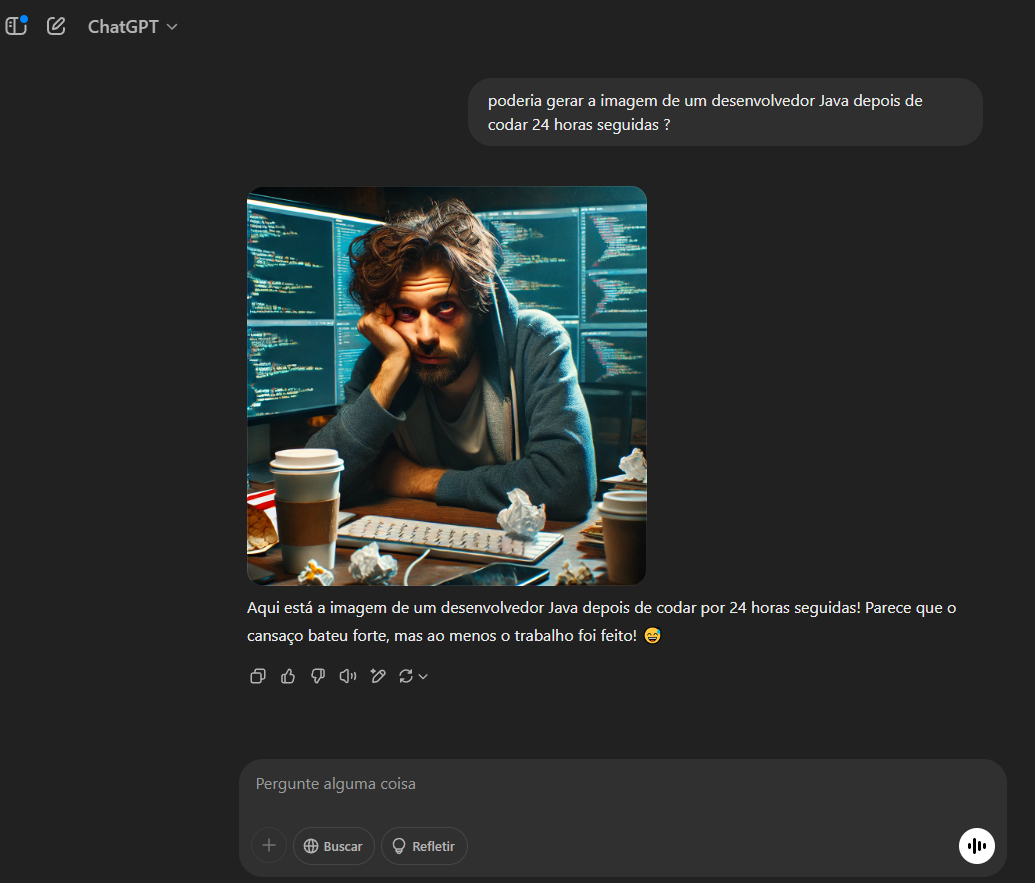 ChatGPT
poderia gerar a imagem de um desenvolvedor Java depois de
codar 24 horas seguidas ?
Aqui está a imagem de um desenvolvedor Java depois de codar por 24 horas seguidas! Parece que o
cansaço bateu forte, mas ao menos o trabalho foi feito! 😅
Pergunte alguma coisa
Buscar
Refletir